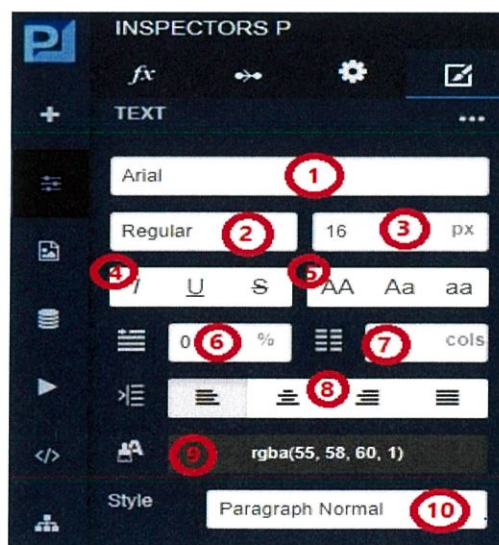 INSPECTORS P
fx
TEXT
Arial 1
Regular 2 16 3 px
4 I U S 5 AA Aa aa
0 6 % 7 cols
8
</> A 9 rgba(55, 58, 60, 1)
Style Paragraph Normal 10